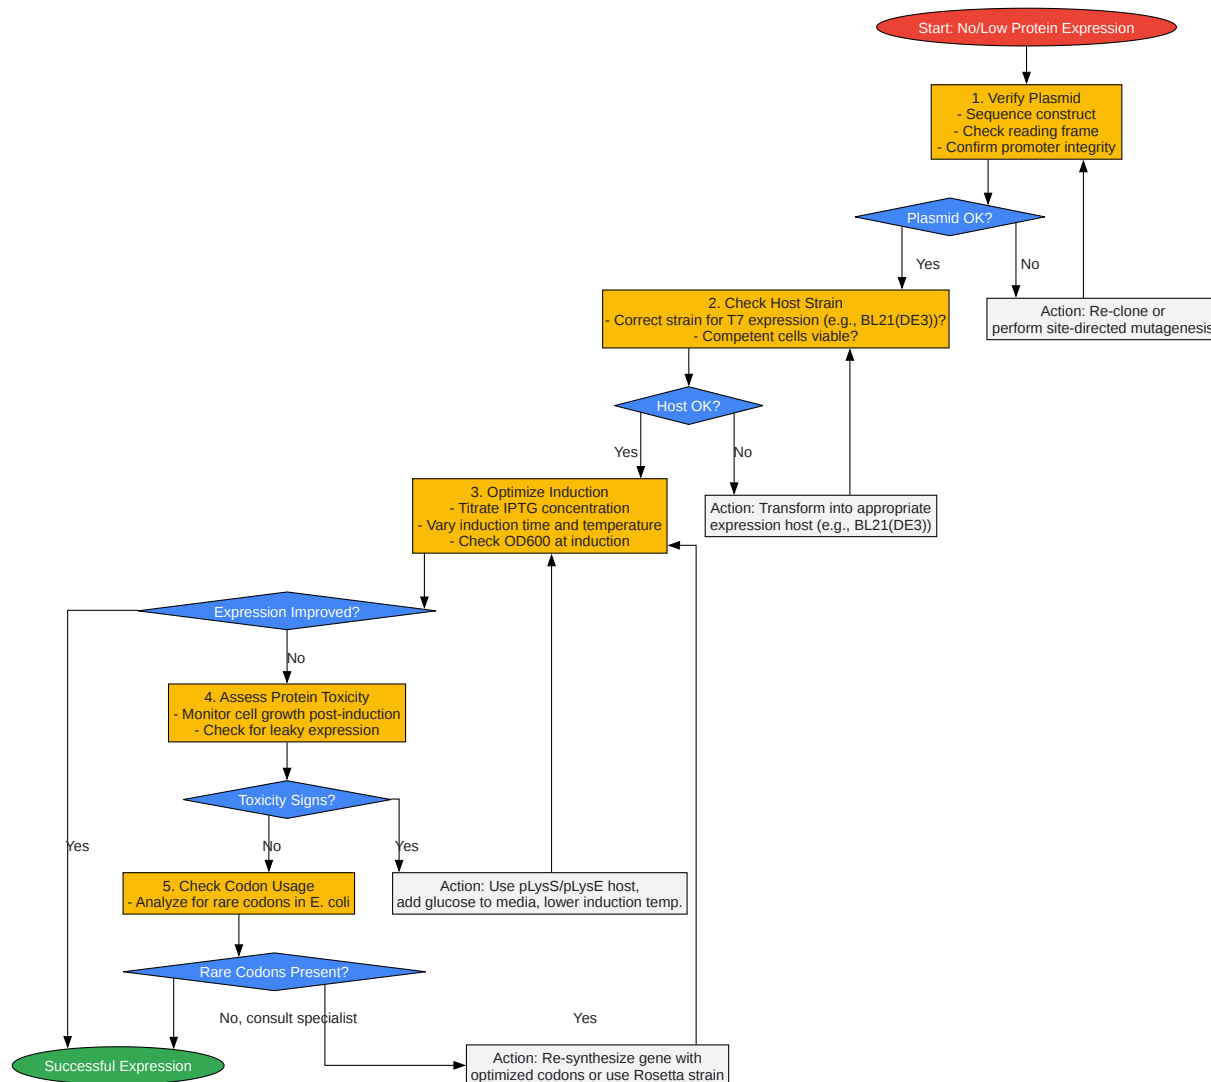 Start: No/Low Protein Expression
1. Verify Plasmid
- Sequence construct
- Check reading frame
- Confirm promoter integrity
Plasmid OK?
Yes
No
2. Check Host Strain
- Correct strain for T7 expression (e.g., BL21(DE3))?
- Competent cells viable?
Action: Re-clone or
perform site-directed mutagenesis
Host OK?
Yes
No
3. Optimize Induction
- Titrate IPTG concentration
- Vary induction time and temperature
- Check OD600 at induction
Action: Transform into appropriate
expression host (e.g., BL21(DE3))
Expression Improved?
No
4. Assess Protein Toxicity
- Monitor cell growth post-induction
- Check for leaky expression
Toxicity Signs?
Yes
No
Yes
5. Check Codon Usage
- Analyze for rare codons in E. coli
Action: Use pLysS/pLysE host,
add glucose to media, lower induction temp.
Rare Codons Present?
No, consult specialist
Yes
Successful Expression
Action: Re-synthesize gene with
optimized codons or use Rosetta strain